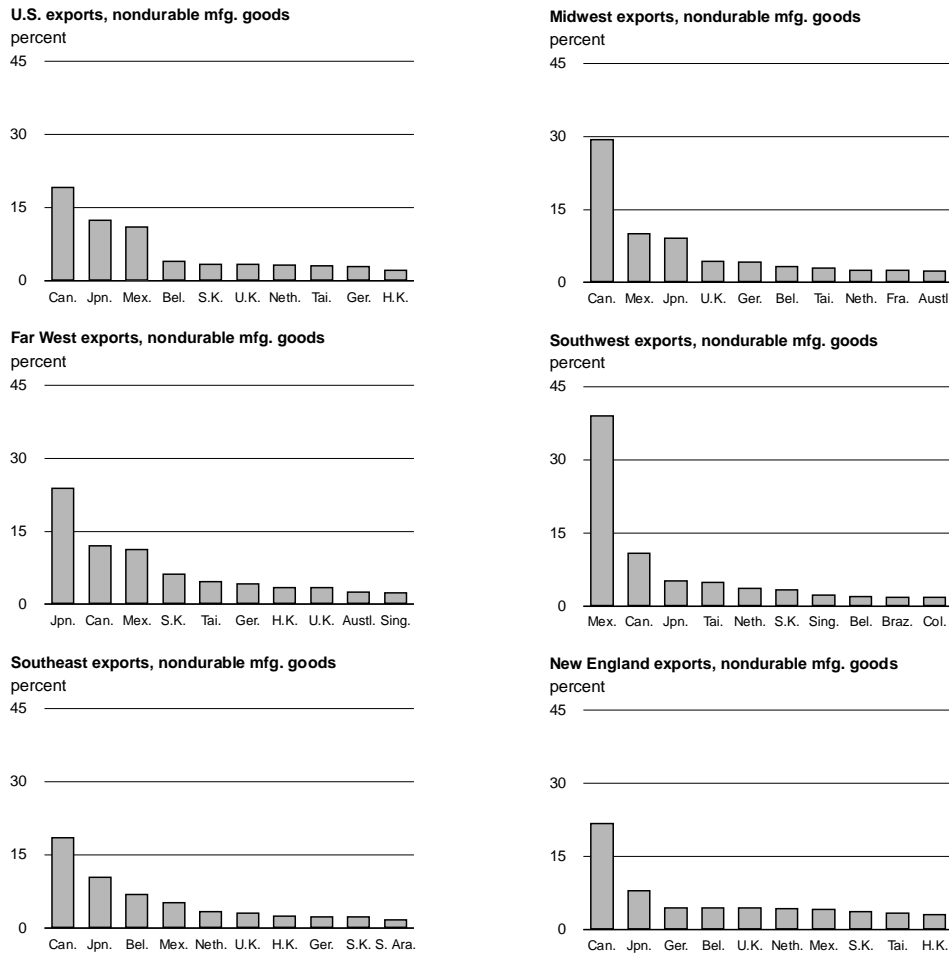 U.S. exports, nondurable mfg. goods
percent
45
30
15
0
Can. Jpn. Mex. Bel. S.K. U.K. Neth. Tai. Ger. H.K.
Midwest exports, nondurable mfg. goods
percent
45
30
15
0
Can. Mex. Jpn. U.K. Ger. Bel. Tai. Neth. Fra. Austl
Far West exports, nondurable mfg. goods
percent
45
30
15
0
Jpn. Can. Mex. S.K. Tai. Ger. H.K. U.K. Austl. Sing.
Southwest exports, nondurable mfg. goods
percent
45
30
15
0
Mex. Can. Jpn. Tai. Neth. S.K. Sing. Bel. Braz. Col.
Southeast exports, nondurable mfg. goods
percent
45
30
15
0
Can. Jpn. Bel. Mex. Neth. U.K. H.K. Ger. S.K. S. Ara.
New England exports, nondurable mfg. goods
percent
45
30
15
0
Can. Jpn. Ger. Bel. U.K. Neth. Mex. S.K. Tai. H.K.